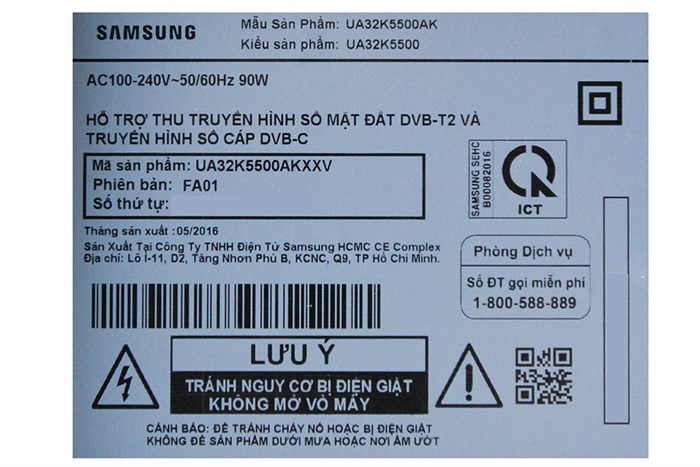 SAMSUNG
Mẫu Sản Phẩm: UA32K5500AK
Kiểu sản phẩm: UA32K5500
AC100-240V~50/60Hz 90W
HỖ TRỢ THU TRUYỀN HÌNH SỐ MẶT ĐẤT DVB-T2 VÀ
TRUYỀN HÌNH SỐ CÁP DVB-C
Mã sản phẩm: UA32K5500AKXXV
Phiên bản: FA01
Số thứ tự:
SAMSUNG SEHC
B00082016
ICT
Tháng sản xuất :05/2016
Sản Xuất Tại Công Ty TNHH Điện Tử Samsung HCMC CE Complex
Địa chỉ: Lô I-11, D2, Tăng Nhơn Phú B, KCNC, Q9, TP Hồ Chí Minh.
Phòng Dịch vụ
Số ĐT gọi miễn phí
1-800-588-889
LƯU Ý
TRÁNH NGUY CƠ BỊ ĐIỆN GIẬT
KHÔNG MỞ VỎ MÁY
CẢNH BÁO: ĐỂ TRÁNH CHÁY NỔ HOẶC BỊ ĐIỆN GIẬT
KHÔNG ĐỂ SẢN PHẨM DƯỚI MƯA HOẶC NƠI ẨM ƯỚT